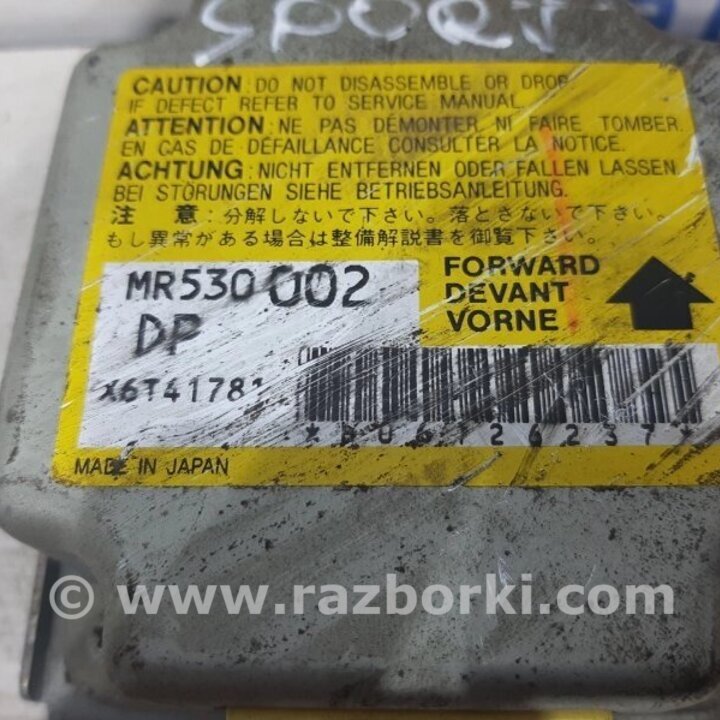 SPORT
CAUTION : DO NOT DISASSEMBLE OR DROP.
IF DEFECT REFER TO SERVICE MANUAL.
ATTENTION : NE PAS DÉMONTER NI FAIRE TOMBER.
EN CAS DE DÉFAILLANCE CONSULTER LA NOTICE.
ACHTUNG : NICHT ENTFERNEN ODER FALLEN LASSEN
BEI STÖRUNGEN SIEHE BETRIEBSANLEITUNG.
注 意 : 分解しないで下さい。落とさないで下さい。
もし異常がある場合は整備解説書を御覧下さい。
MR530002
DP
FORWARD
DEVANT
VORNE
X6T41781
MADE IN JAPAN
© www.razborki.com